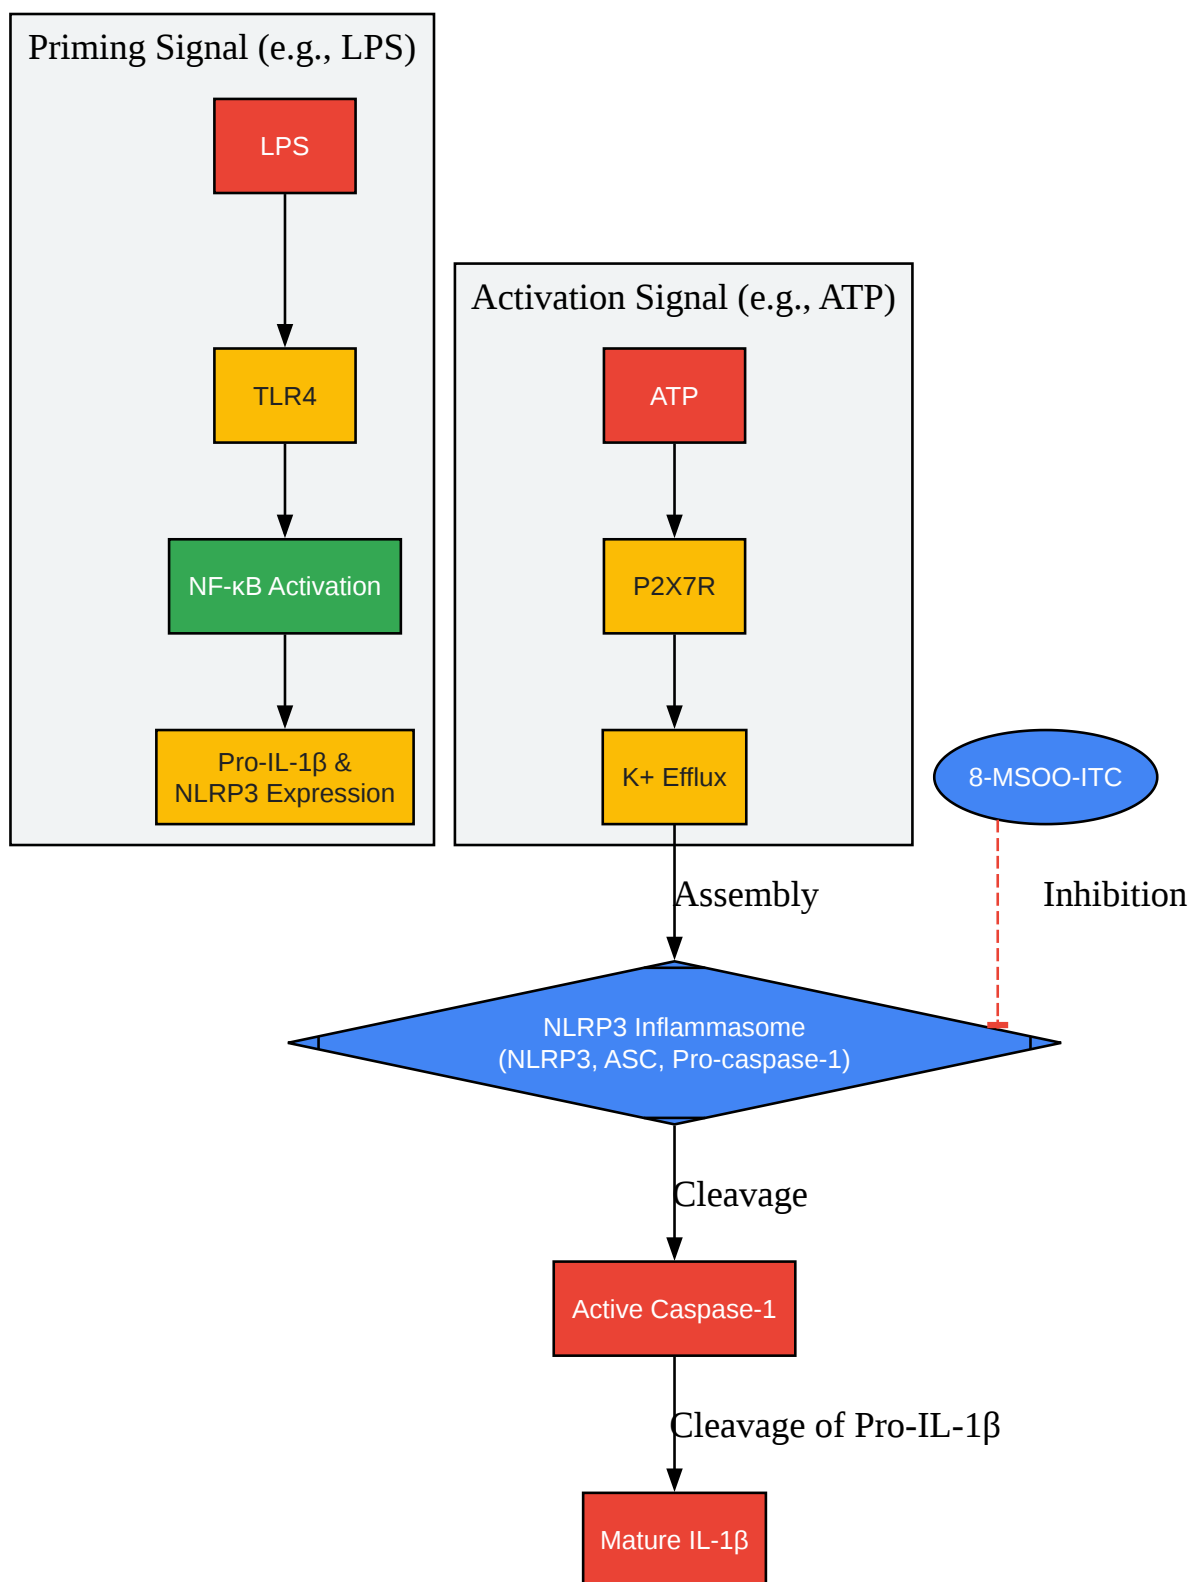 Priming Signal (e.g., LPS)
LPS
TLR4
NF-κB Activation
Pro-IL-1β &
NLRP3 Expression
Activation Signal (e.g., ATP)
ATP
P2X7R
K+ Efflux
8-MSOO-ITC
Assembly
Inhibition
NLRP3 Inflammasome
(NLRP3, ASC, Pro-caspase-1)
Cleavage
Active Caspase-1
Cleavage of Pro-IL-1β
Mature IL-1β